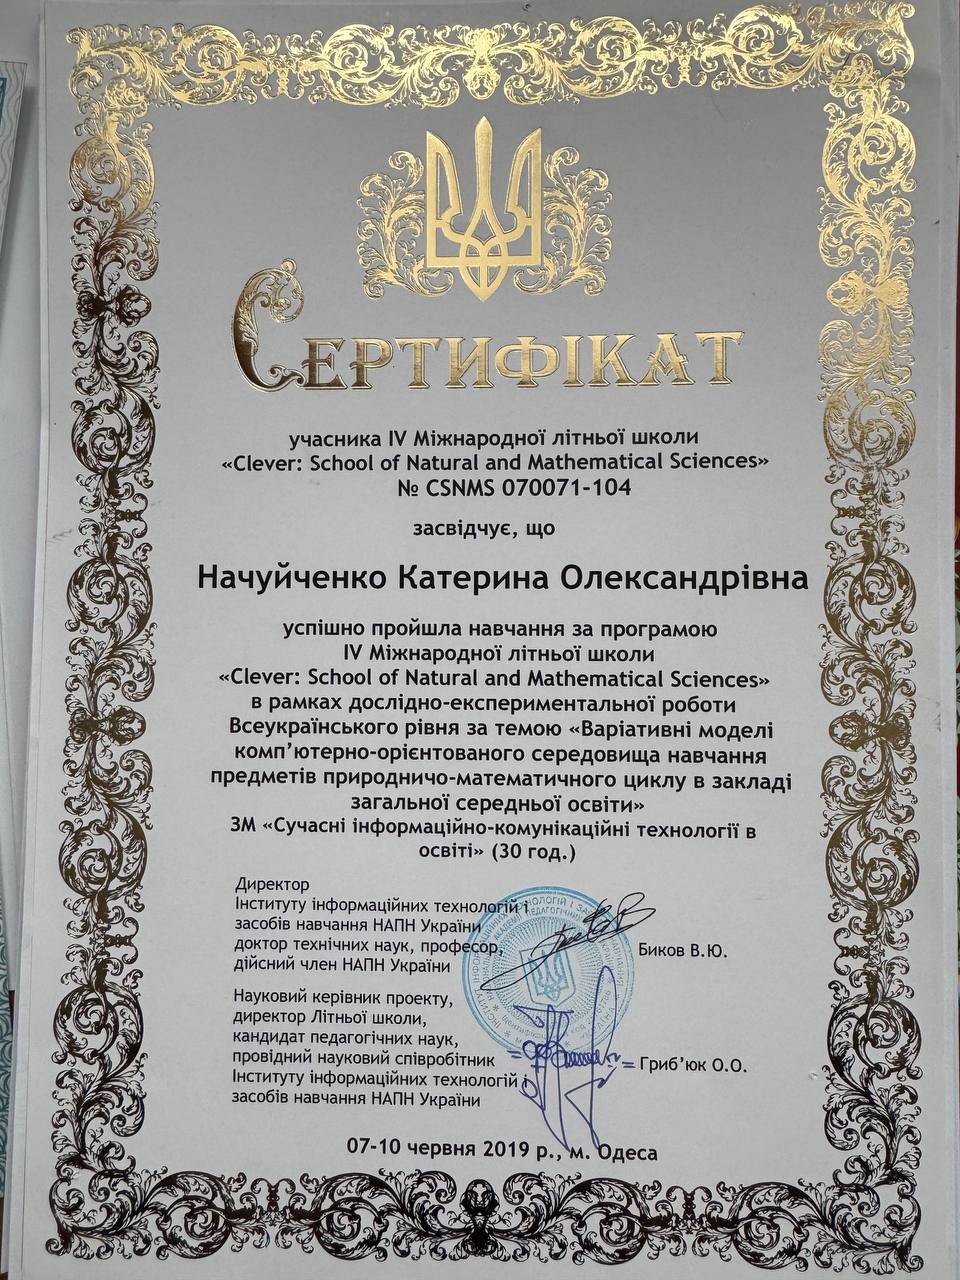 СЕРТИФІКАТ
учасника IV Міжнародної літньої школи
«Clever: School of Natural and Mathematical Sciences»
№ CSNMS 070071-104
засвідчує, що
Начуйченко Катерина Олександрівна
успішно пройшла навчання за програмою
IV Міжнародної літньої школи
«Clever: School of Natural and Mathematical Sciences»
в рамках дослідно-експериментальної роботи
Всеукраїнського рівня за темою «Варіативні моделі
комп’ютерно-орієнтованого середовища навчання
предметів природничо-математичного циклу в закладі
загальної середньої освіти»
ЗМ «Сучасні інформаційно-комунікаційні технології в
освіті» (30 год.)
Директор
Інституту інформаційних технологій і
засобів навчання НАПН України
доктор технічних наук, професор,
дійсний член НАПН України
Биков В.Ю.
Науковий керівник проекту,
директор Літньої школи,
кандидат педагогічних наук,
провідний науковий співробітник
Інституту інформаційних технологій і
засобів навчання НАПН України
Гриб’юк О.О.
07-10 червня 2019 р., м. Одеса